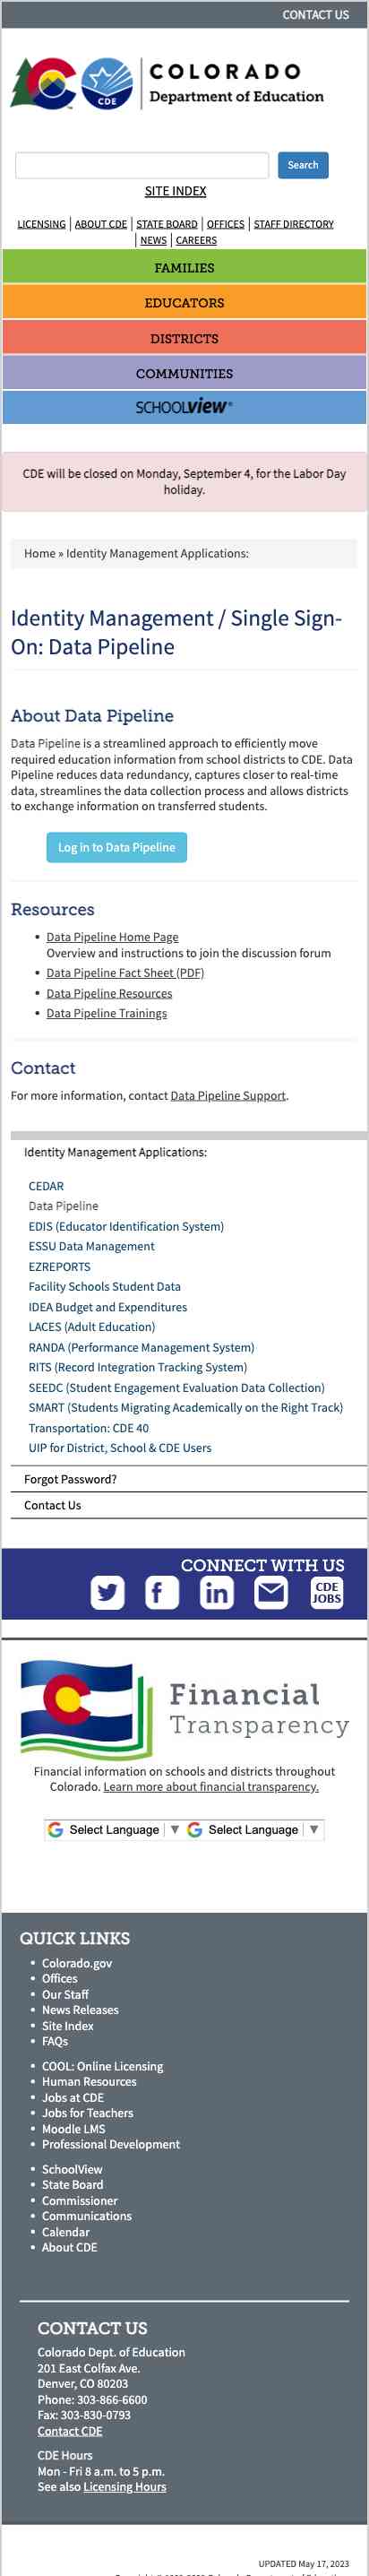 CONTACT US
COLORADO
Department of Education
CDE
Search
SITE INDEX
LICENSING | ABOUT CDE | STATE BOARD | OFFICES | STAFF DIRECTORY
| NEWS | CAREERS
FAMILIES
EDUCATORS
DISTRICTS
COMMUNITIES
SCHOOLVIEW®
CDE will be closed on Monday, September 4, for the Labor Day
holiday.
Home » Identity Management Applications:
Identity Management / Single Sign-
On: Data Pipeline
About Data Pipeline
Data Pipeline is a streamlined approach to efficiently move
required education information from school districts to CDE. Data
Pipeline reduces data redundancy, captures closer to real-time
data, streamlines the data collection process and allows districts
to exchange information on transferred students.
Log in to Data Pipeline
Resources
• Data Pipeline Home Page
Overview and instructions to join the discussion forum
• Data Pipeline Fact Sheet (PDF)
• Data Pipeline Resources
• Data Pipeline Trainings
Contact
For more information, contact Data Pipeline Support.
Identity Management Applications:
CEDAR
Data Pipeline
EDIS (Educator Identification System)
ESSU Data Management
EZREPORTS
Facility Schools Student Data
IDEA Budget and Expenditures
LACES (Adult Education)
RANDA (Performance Management System)
RITS (Record Integration Tracking System)
SEEDC (Student Engagement Evaluation Data Collection)
SMART (Students Migrating Academically on the Right Track)
Transportation: CDE 40
UIP for District, School & CDE Users
Forgot Password?
Contact Us
CONNECT WITH US
CDE
JOBS
Financial
Transparency
Financial information on schools and districts throughout
Colorado. Learn more about financial transparency.
Select Language | ▼ Select Language | ▼
QUICK LINKS
• Colorado.gov
• Offices
• Our Staff
• News Releases
• Site Index
• FAQs
• COOL: Online Licensing
• Human Resources
• Jobs at CDE
• Jobs for Teachers
• Moodle LMS
• Professional Development
• SchoolView
• State Board
• Commissioner
• Communications
• Calendar
• About CDE
CONTACT US
Colorado Dept. of Education
201 East Colfax Ave.
Denver, CO 80203
Phone: 303-866-6600
Fax: 303-830-0793
Contact CDE
CDE Hours
Mon - Fri 8 a.m. to 5 p.m.
See also Licensing Hours
UPDATED May 17, 2023